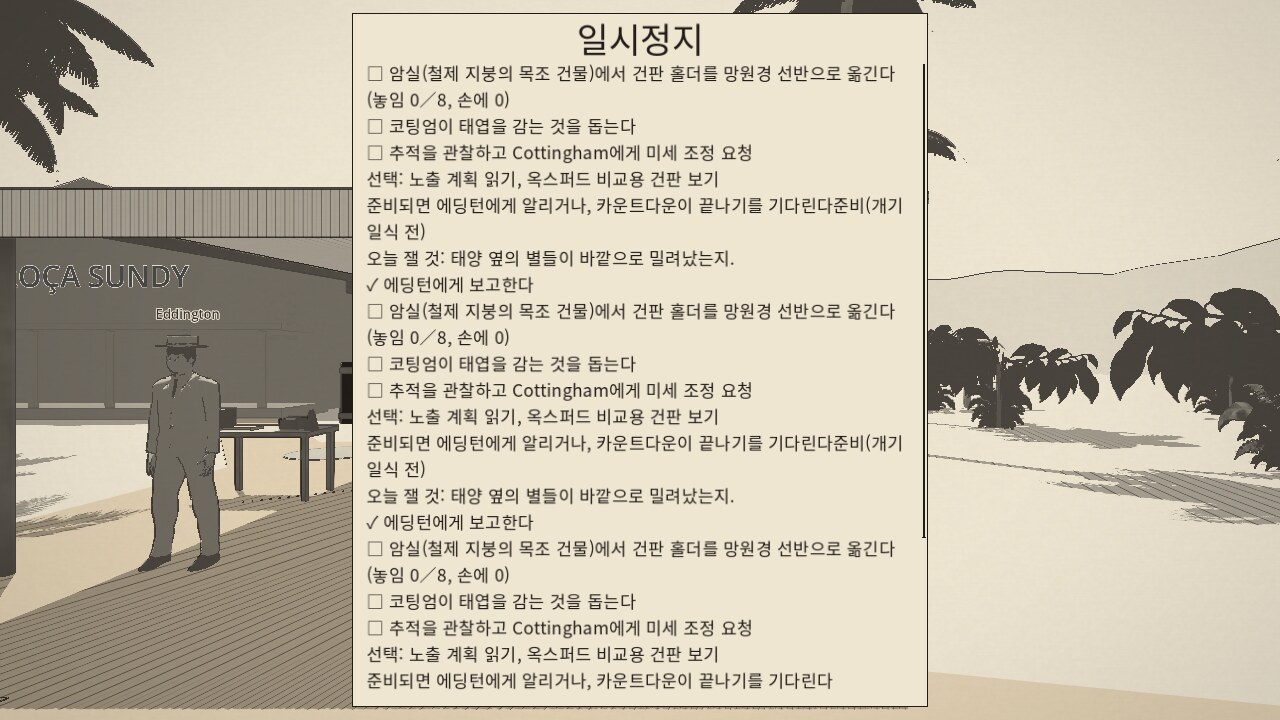 일시정지
□ 암실(철제 지붕의 목조 건물)에서 건판 홀더를 망원경 선반으로 옮긴다
(놓임 0／8, 손에 0)
□ 코팅엄이 태엽을 감는 것을 돕는다
□ 추적을 관찰하고 Cottingham에게 미세 조정 요청
선택: 노출 계획 읽기, 옥스퍼드 비교용 건판 보기
준비되면 에딩턴에게 알리거나, 카운트다운이 끝나기를 기다린다준비(개기
일식 전)
오늘 잴 것: 태양 옆의 별들이 바깥으로 밀려났는지.
✓ 에딩턴에게 보고한다
□ 암실(철제 지붕의 목조 건물)에서 건판 홀더를 망원경 선반으로 옮긴다
(놓임 0／8, 손에 0)
□ 코팅엄이 태엽을 감는 것을 돕는다
□ 추적을 관찰하고 Cottingham에게 미세 조정 요청
선택: 노출 계획 읽기, 옥스퍼드 비교용 건판 보기
준비되면 에딩턴에게 알리거나, 카운트다운이 끝나기를 기다린다준비(개기
일식 전)
오늘 잴 것: 태양 옆의 별들이 바깥으로 밀려났는지.
✓ 에딩턴에게 보고한다
□ 암실(철제 지붕의 목조 건물)에서 건판 홀더를 망원경 선반으로 옮긴다
(놓임 0／8, 손에 0)
□ 코팅엄이 태엽을 감는 것을 돕는다
□ 추적을 관찰하고 Cottingham에게 미세 조정 요청
선택: 노출 계획 읽기, 옥스퍼드 비교용 건판 보기
준비되면 에딩턴에게 알리거나, 카운트다운이 끝나기를 기다린다
OÇA SUNDY
Eddington